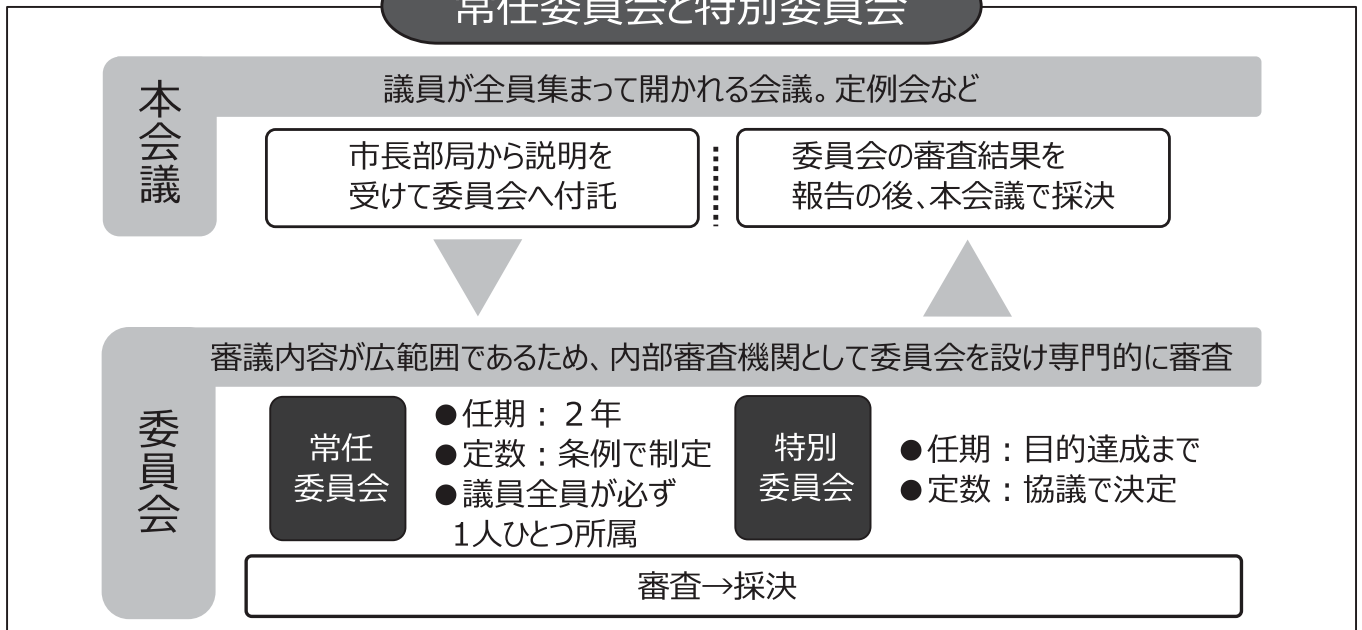 常任委員会と特別委員会
本会議
議員が全員集まって開かれる会議。定例会など
市長部局から説明を
受けて委員会へ付託
委員会の審査結果を
報告の後、本会議で採決
委員会
審議内容が広範囲であるため、内部審査機関として委員会を設け専門的に審査
常任
委員会
●任期：２年
●定数：条例で制定
●議員全員が必ず
1人ひとつ所属
特別
委員会
●任期：目的達成まで
●定数：協議で決定
審査→採決